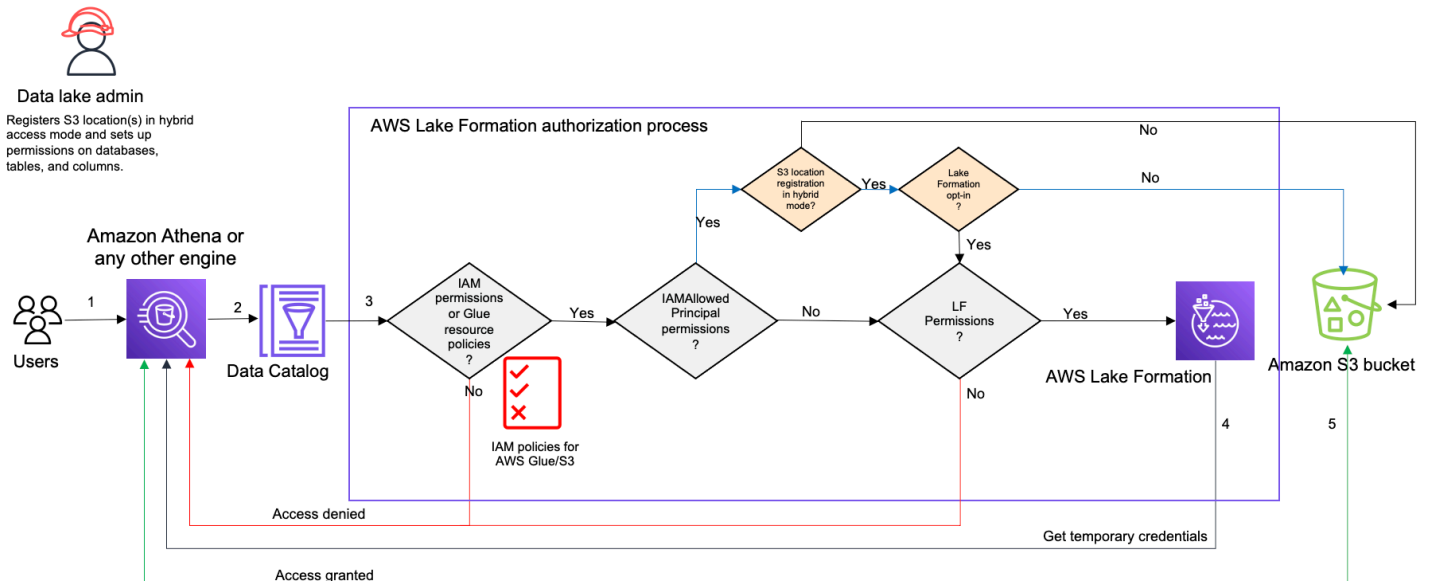 Data lake admin
Registers S3 location(s) in hybrid
access mode and sets up
permissions on databases,
tables, and columns.
AWS Lake Formation authorization process
No
S3 location
registration
in hybrid
mode?
Yes
Lake
Formation
opt-in
?
No
Yes
Yes
Amazon Athena or
any other engine
1
2
3
Users
Data Catalog
IAM
permissions
or Glue
resource
policies
?
Yes
IAMAllowed
Principal
permissions
?
No
LF
Permissions
?
Yes
AWS Lake Formation
Amazon S3 bucket
No
No
IAM policies for
AWS Glue/S3
4
5
Access denied
Get temporary credentials
Access granted